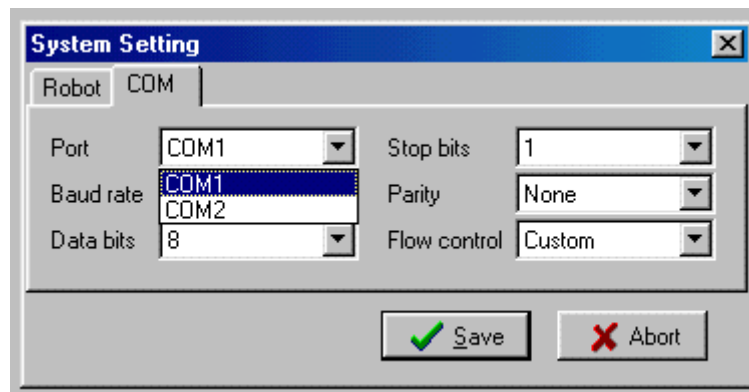 System Setting
Robot COM
Port COM1 Stop bits 1
Baud rate COM1 Parity None
COM2
Data bits 8 Flow control Custom
Save Abort